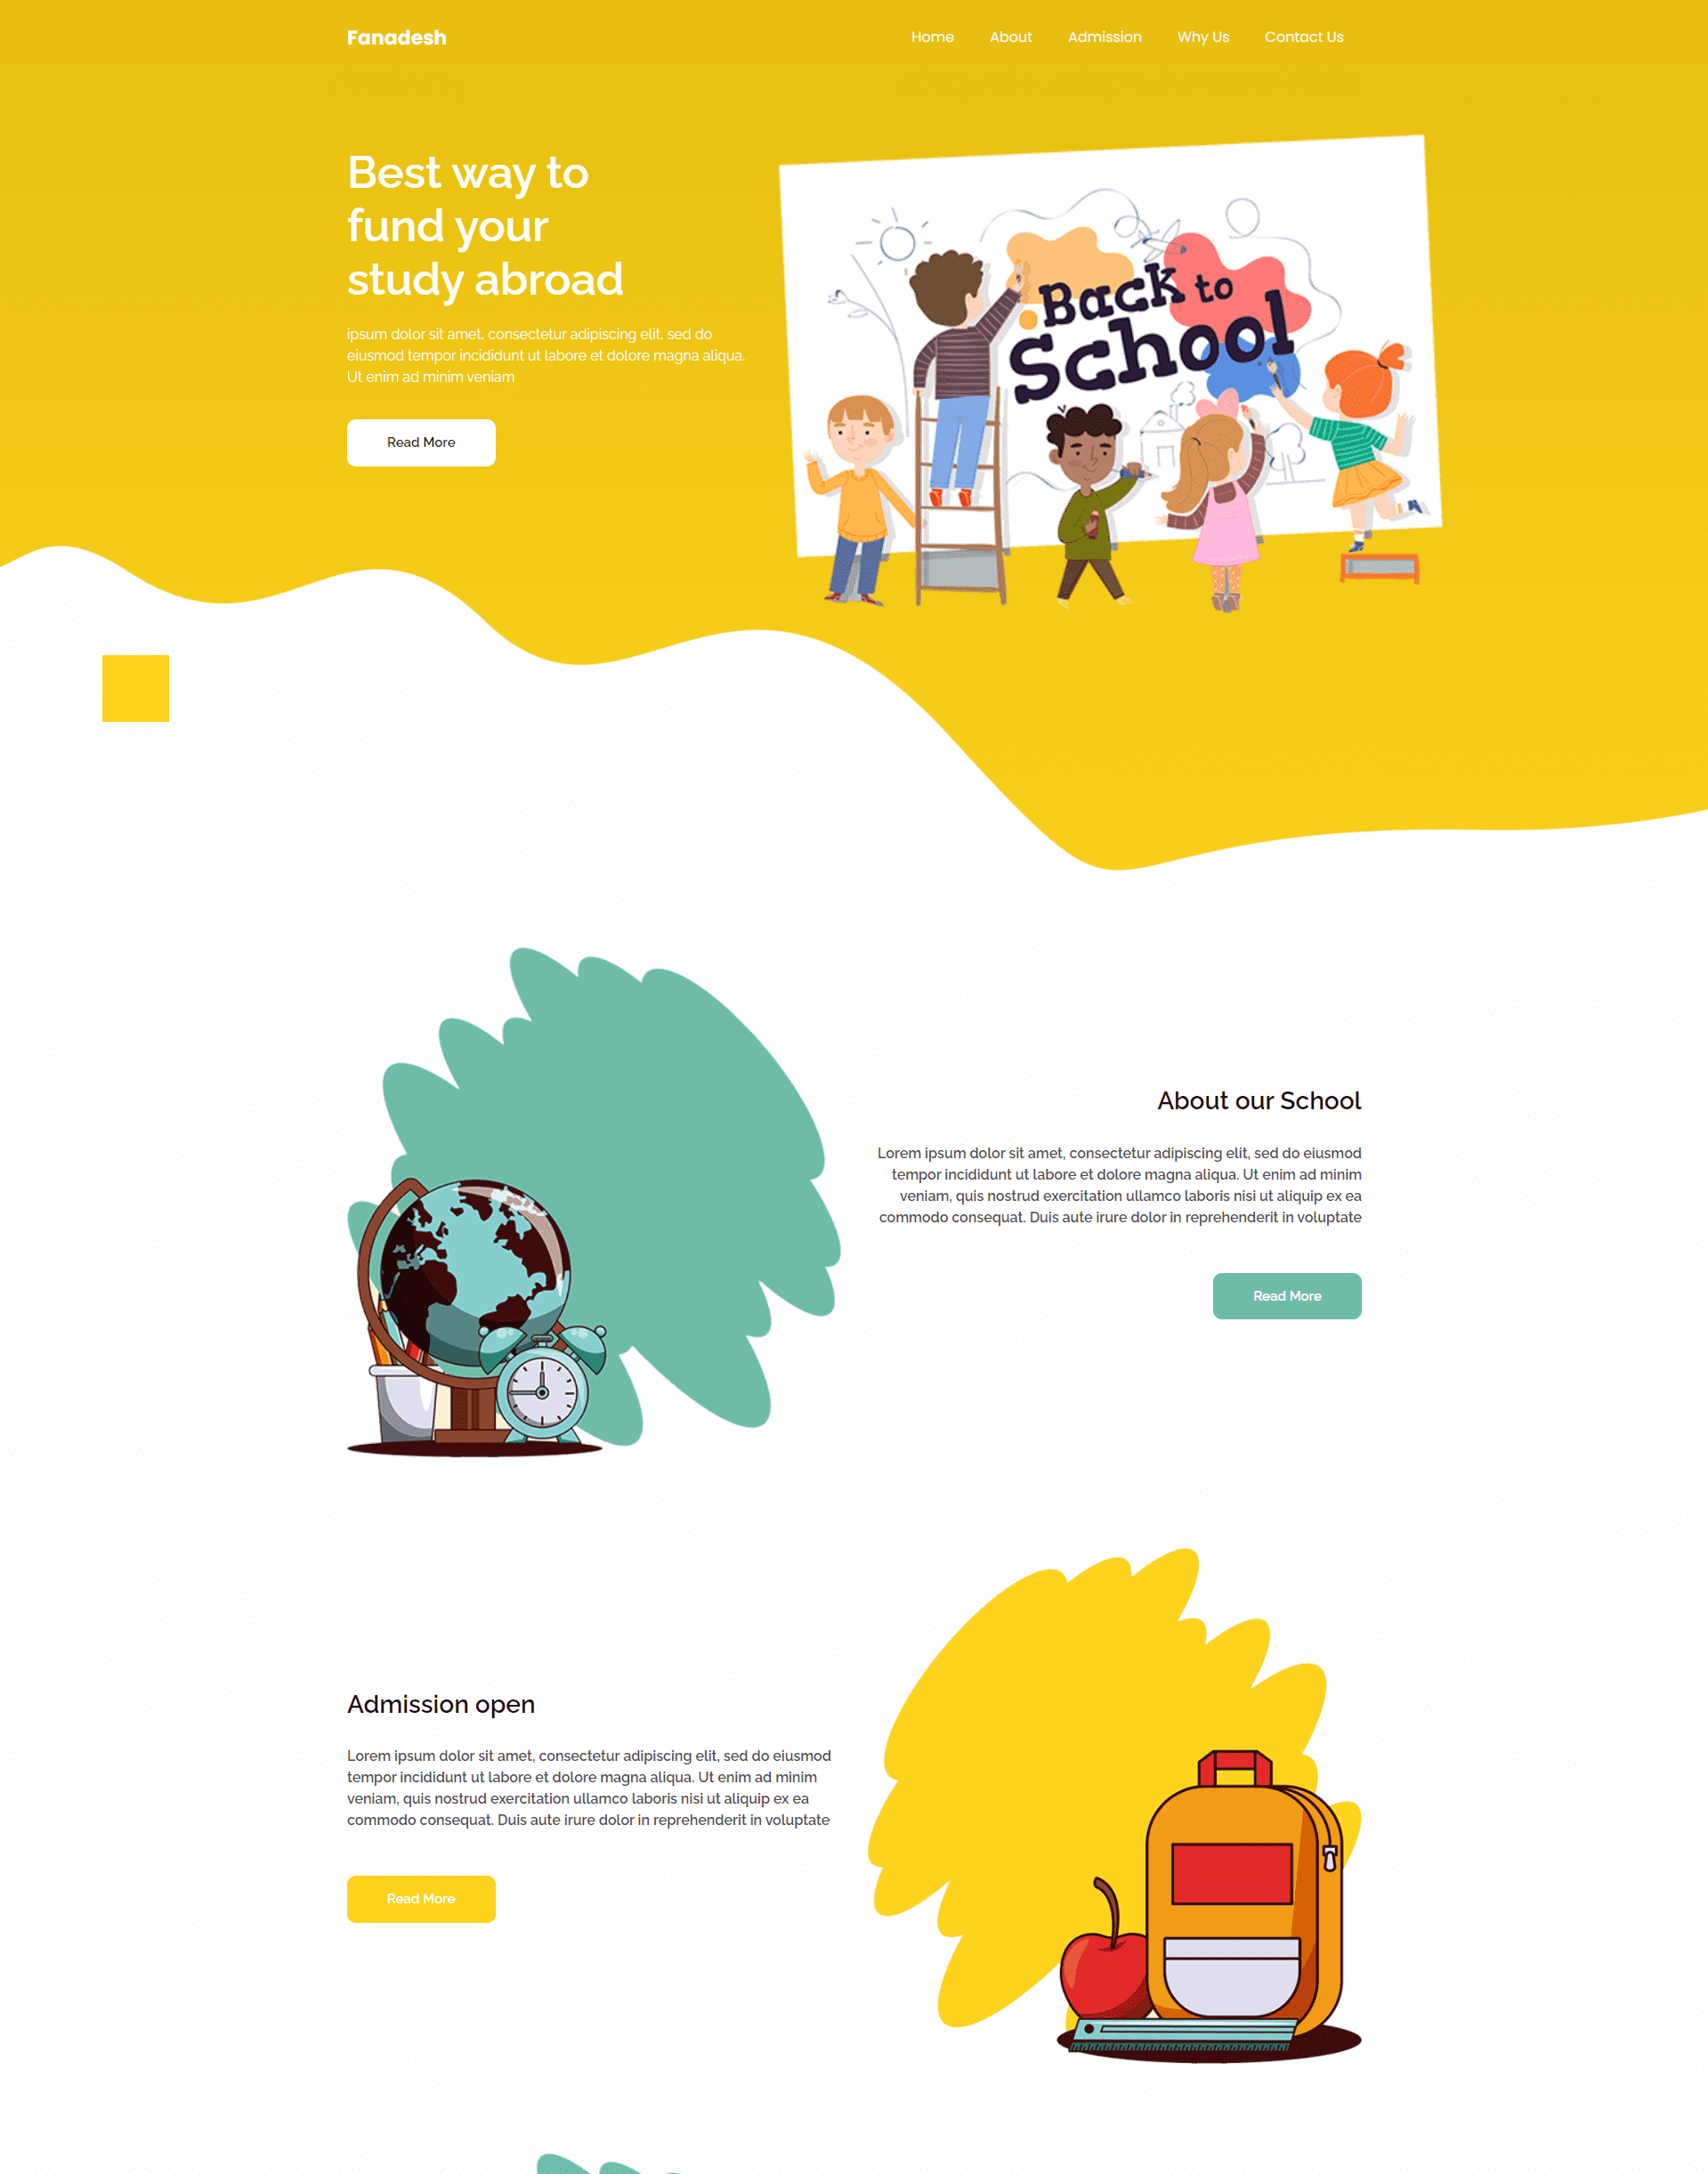 Fanadesh
Home About Admission Why Us Contact Us
Best way to
fund your
study abroad
ipsum dolor sit amet, consectetur adipiscing elit, sed do
eiusmod tempor incididunt ut labore et dolore magna aliqua.
Ut enim ad minim veniam
Read More
Back to
School
About our School
Lorem ipsum dolor sit amet, consectetur adipiscing elit, sed do eiusmod
tempor incididunt ut labore et dolore magna aliqua. Ut enim ad minim
veniam, quis nostrud exercitation ullamco laboris nisi ut aliquip ex ea
commodo consequat. Duis aute irure dolor in reprehenderit in voluptate
Read More
Admission open
Lorem ipsum dolor sit amet, consectetur adipiscing elit, sed do eiusmod
tempor incididunt ut labore et dolore magna aliqua. Ut enim ad minim
veniam, quis nostrud exercitation ullamco laboris nisi ut aliquip ex ea
commodo consequat. Duis aute irure dolor in reprehenderit in voluptate
Read More